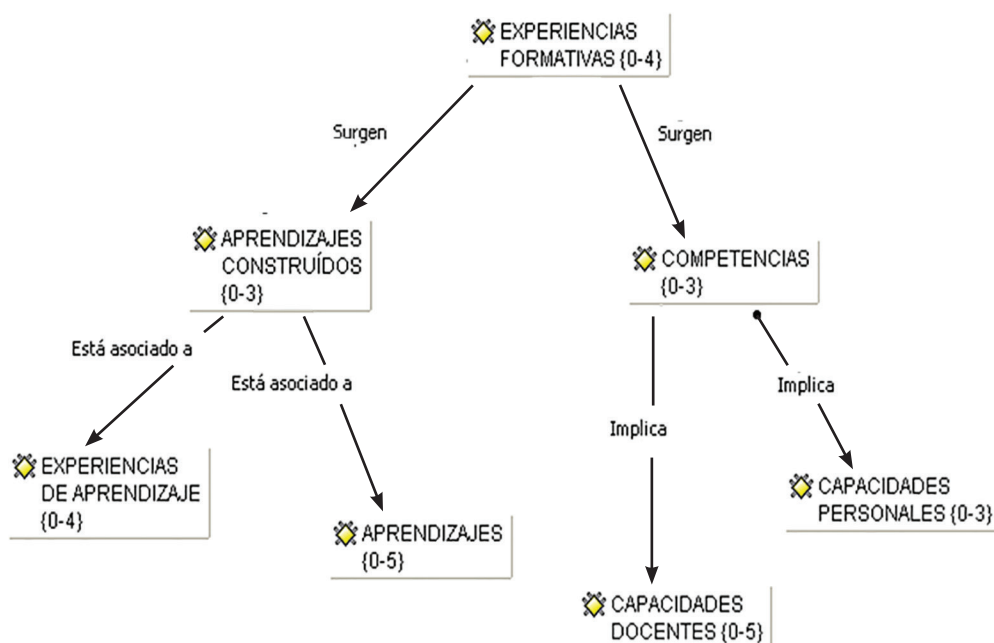 EXPERIENCIAS
FORMATIVAS {0-4}
Surgen
Surgen
APRENDIZAJES
CONSTRUÍDOS
{0-3}
COMPETENCIAS
{0-3}
Está asociado a
Está asociado a
Implica
Implica
EXPERIENCIAS
DE APRENDIZAJE
{0-4}
CAPACIDADES
PERSONALES {0-3}
APRENDIZAJES
{0-5}
CAPACIDADES
DOCENTES {0-5}